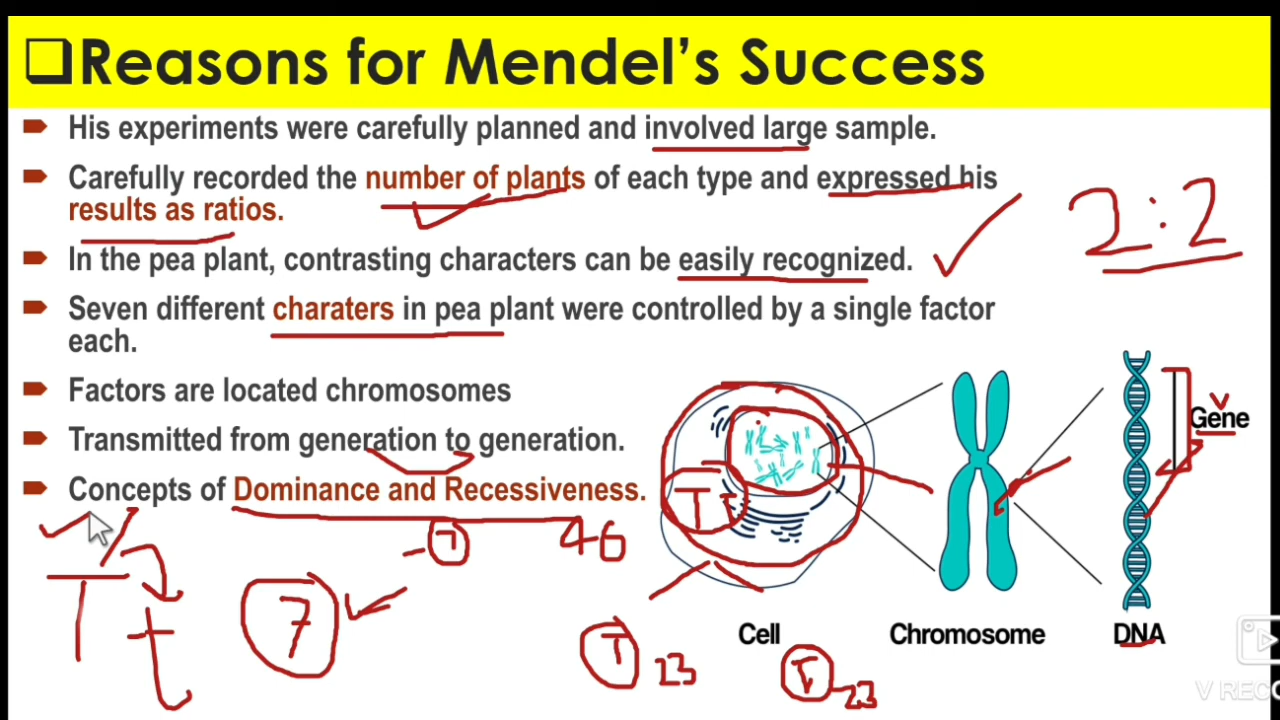 Reasons for Mendel's Success
His experiments were carefully planned and involved large sample.
Carefully recorded the number of plants of each type and expressed his
results as ratios.
2:2
In the pea plant, contrasting characters can be easily recognized.
Seven different charaters in pea plant were controlled by a single factor
each.
Factors are located chromosomes
Transmitted from generation to generation.
Concepts of Dominance and Recessiveness.
Gene
T
46
T t
7
T 23
23
Cell
Chromosome
DNA
V RECO